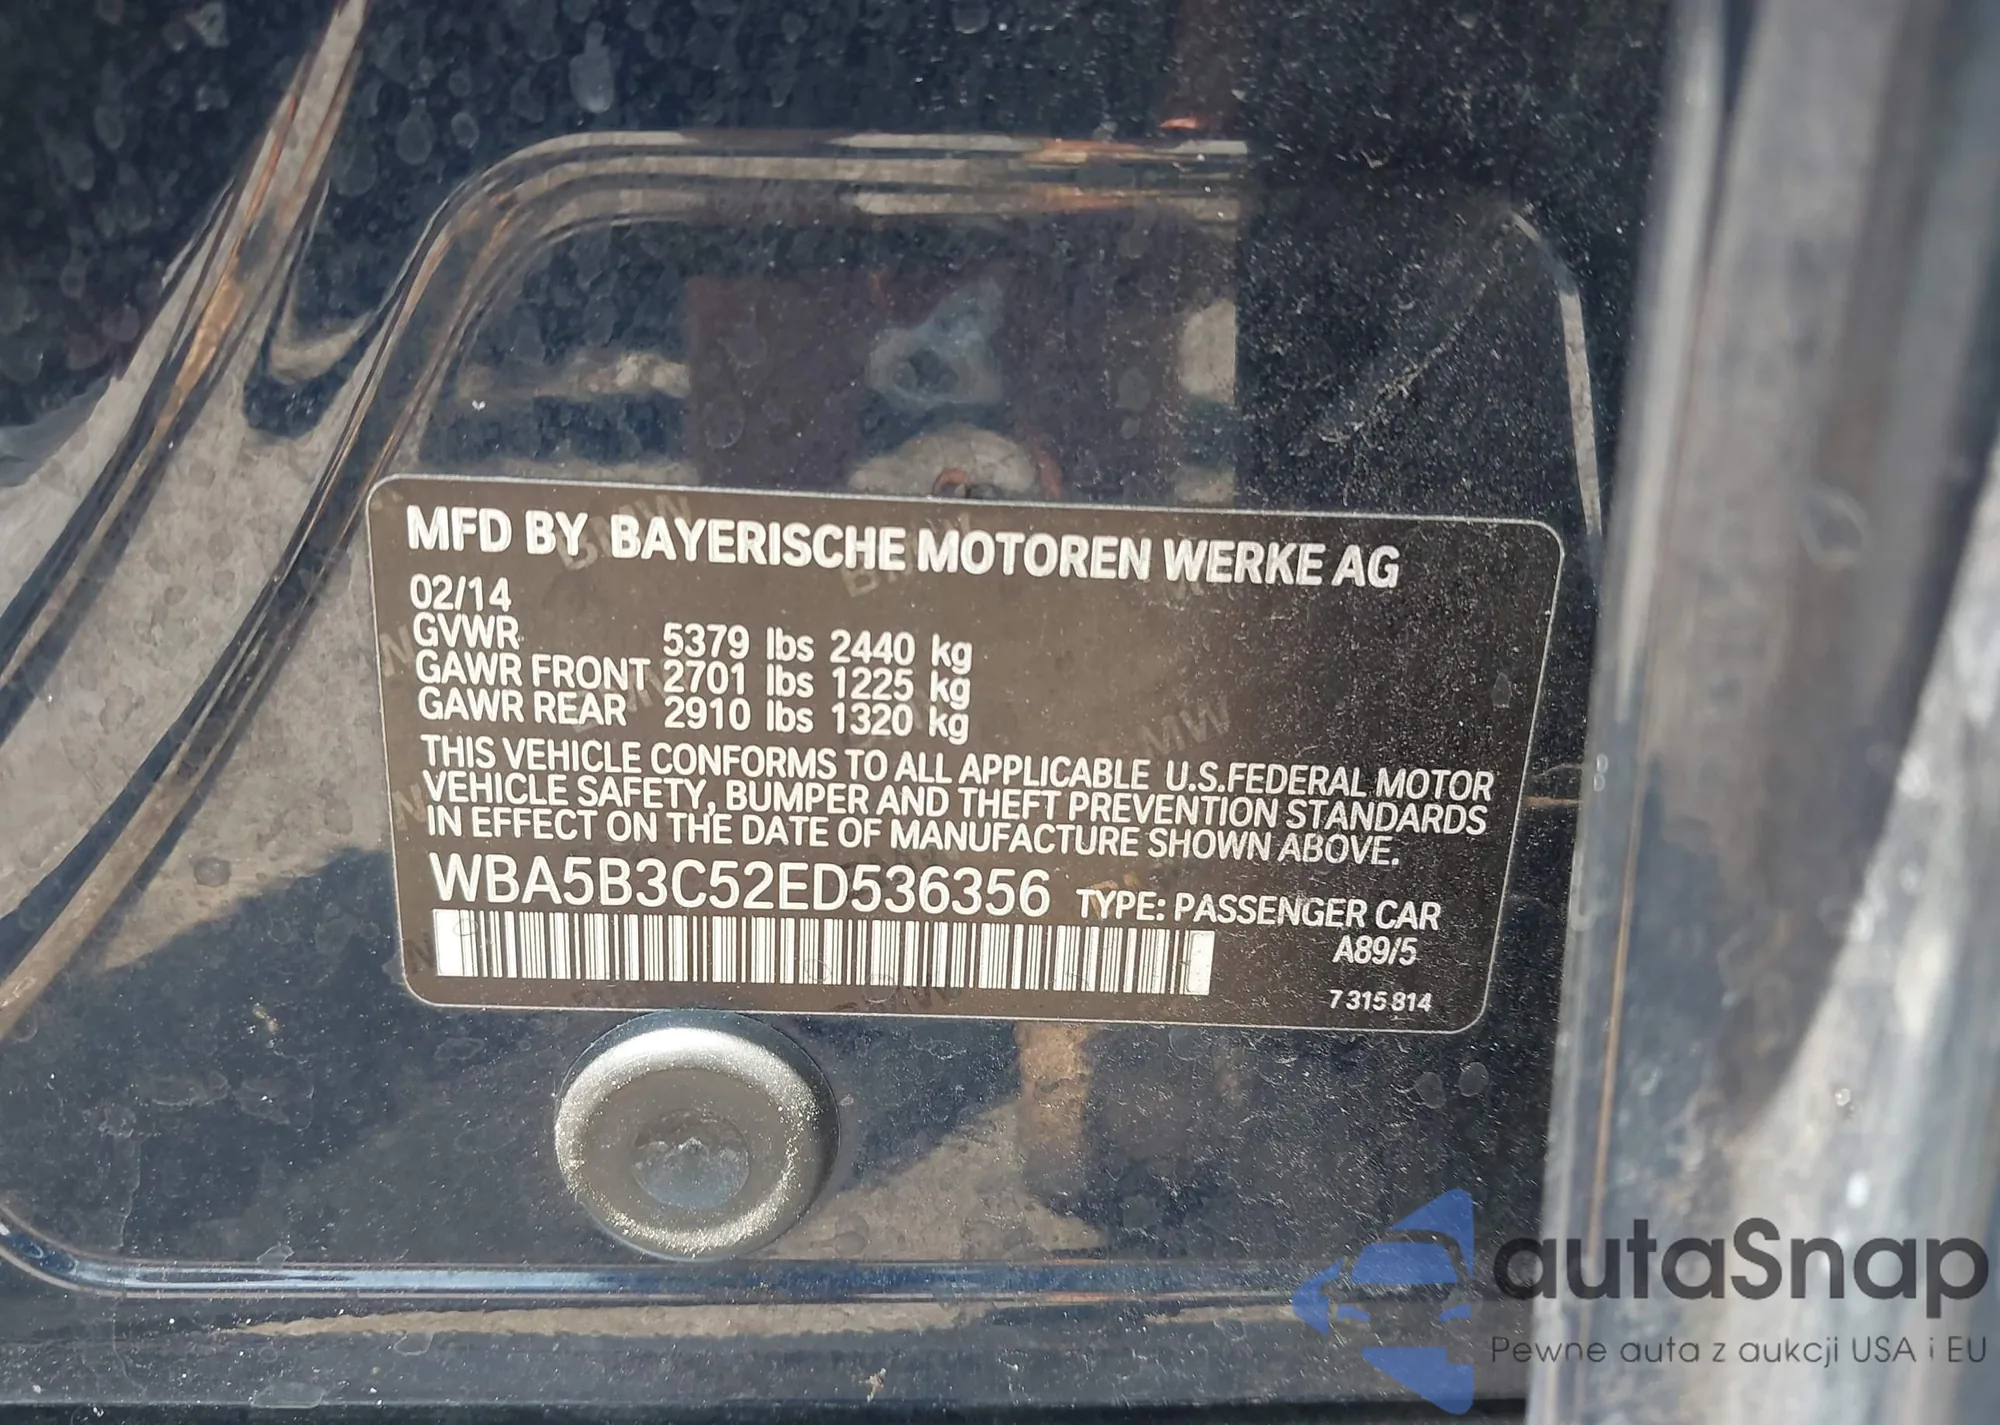 MFD BY BAYERISCHE MOTOREN WERKE AG
02/14
GVWR 5379 lbs 2440 kg
GAWR FRONT 2701 lbs 1225 kg
GAWR REAR 2910 lbs 1320 kg
THIS VEHICLE CONFORMS TO ALL APPLICABLE U.S.FEDERAL MOTOR
VEHICLE SAFETY, BUMPER AND THEFT PREVENTION STANDARDS
IN EFFECT ON THE DATE OF MANUFACTURE SHOWN ABOVE.
WBA5B3C52ED536356 TYPE: PASSENGER CAR
A89/5
7 315 814
autaSnap
Pewne auta z aukcji USA i EU